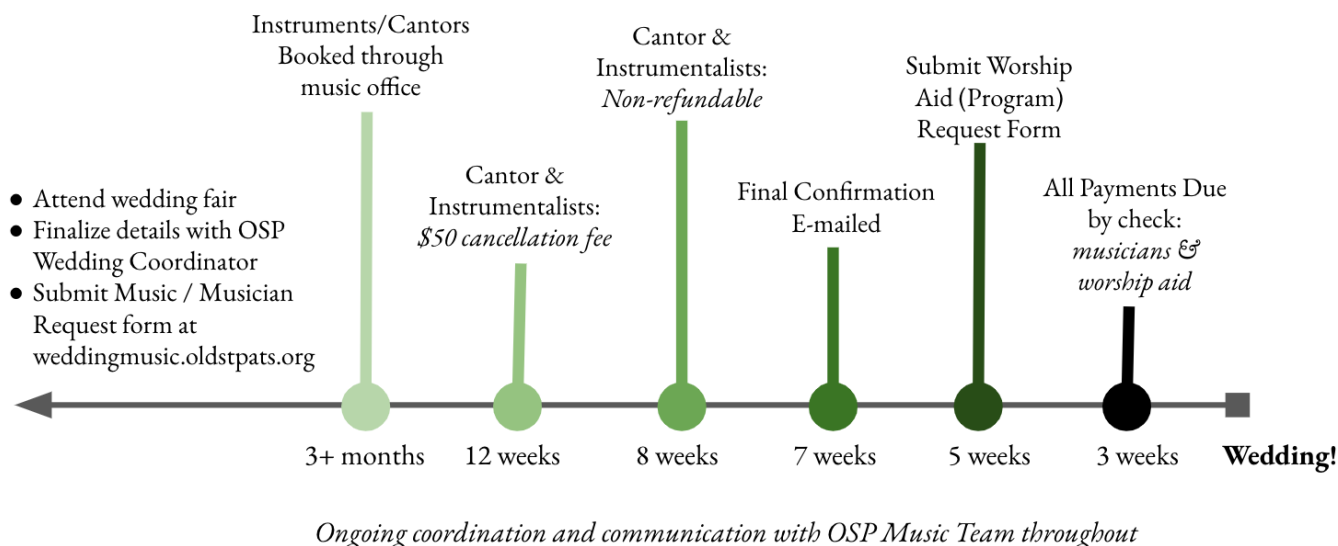 Instruments/Cantors
Booked through
music office
Cantor &
Instrumentalists:
Non-refundable
Submit Worship
Aid (Program)
Request Form
● Attend wedding fair
● Finalize details with OSP
Wedding Coordinator
● Submit Music / Musician
Request form at
weddingmusic.oldstpats.org
Cantor &
Instrumentalists:
$50 cancellation fee
Final Confirmation
E-mailed
All Payments Due
by check:
musicians &
worship aid
3+ months
12 weeks
8 weeks
7 weeks
5 weeks
3 weeks
Wedding!
Ongoing coordination and communication with OSP Music Team throughout